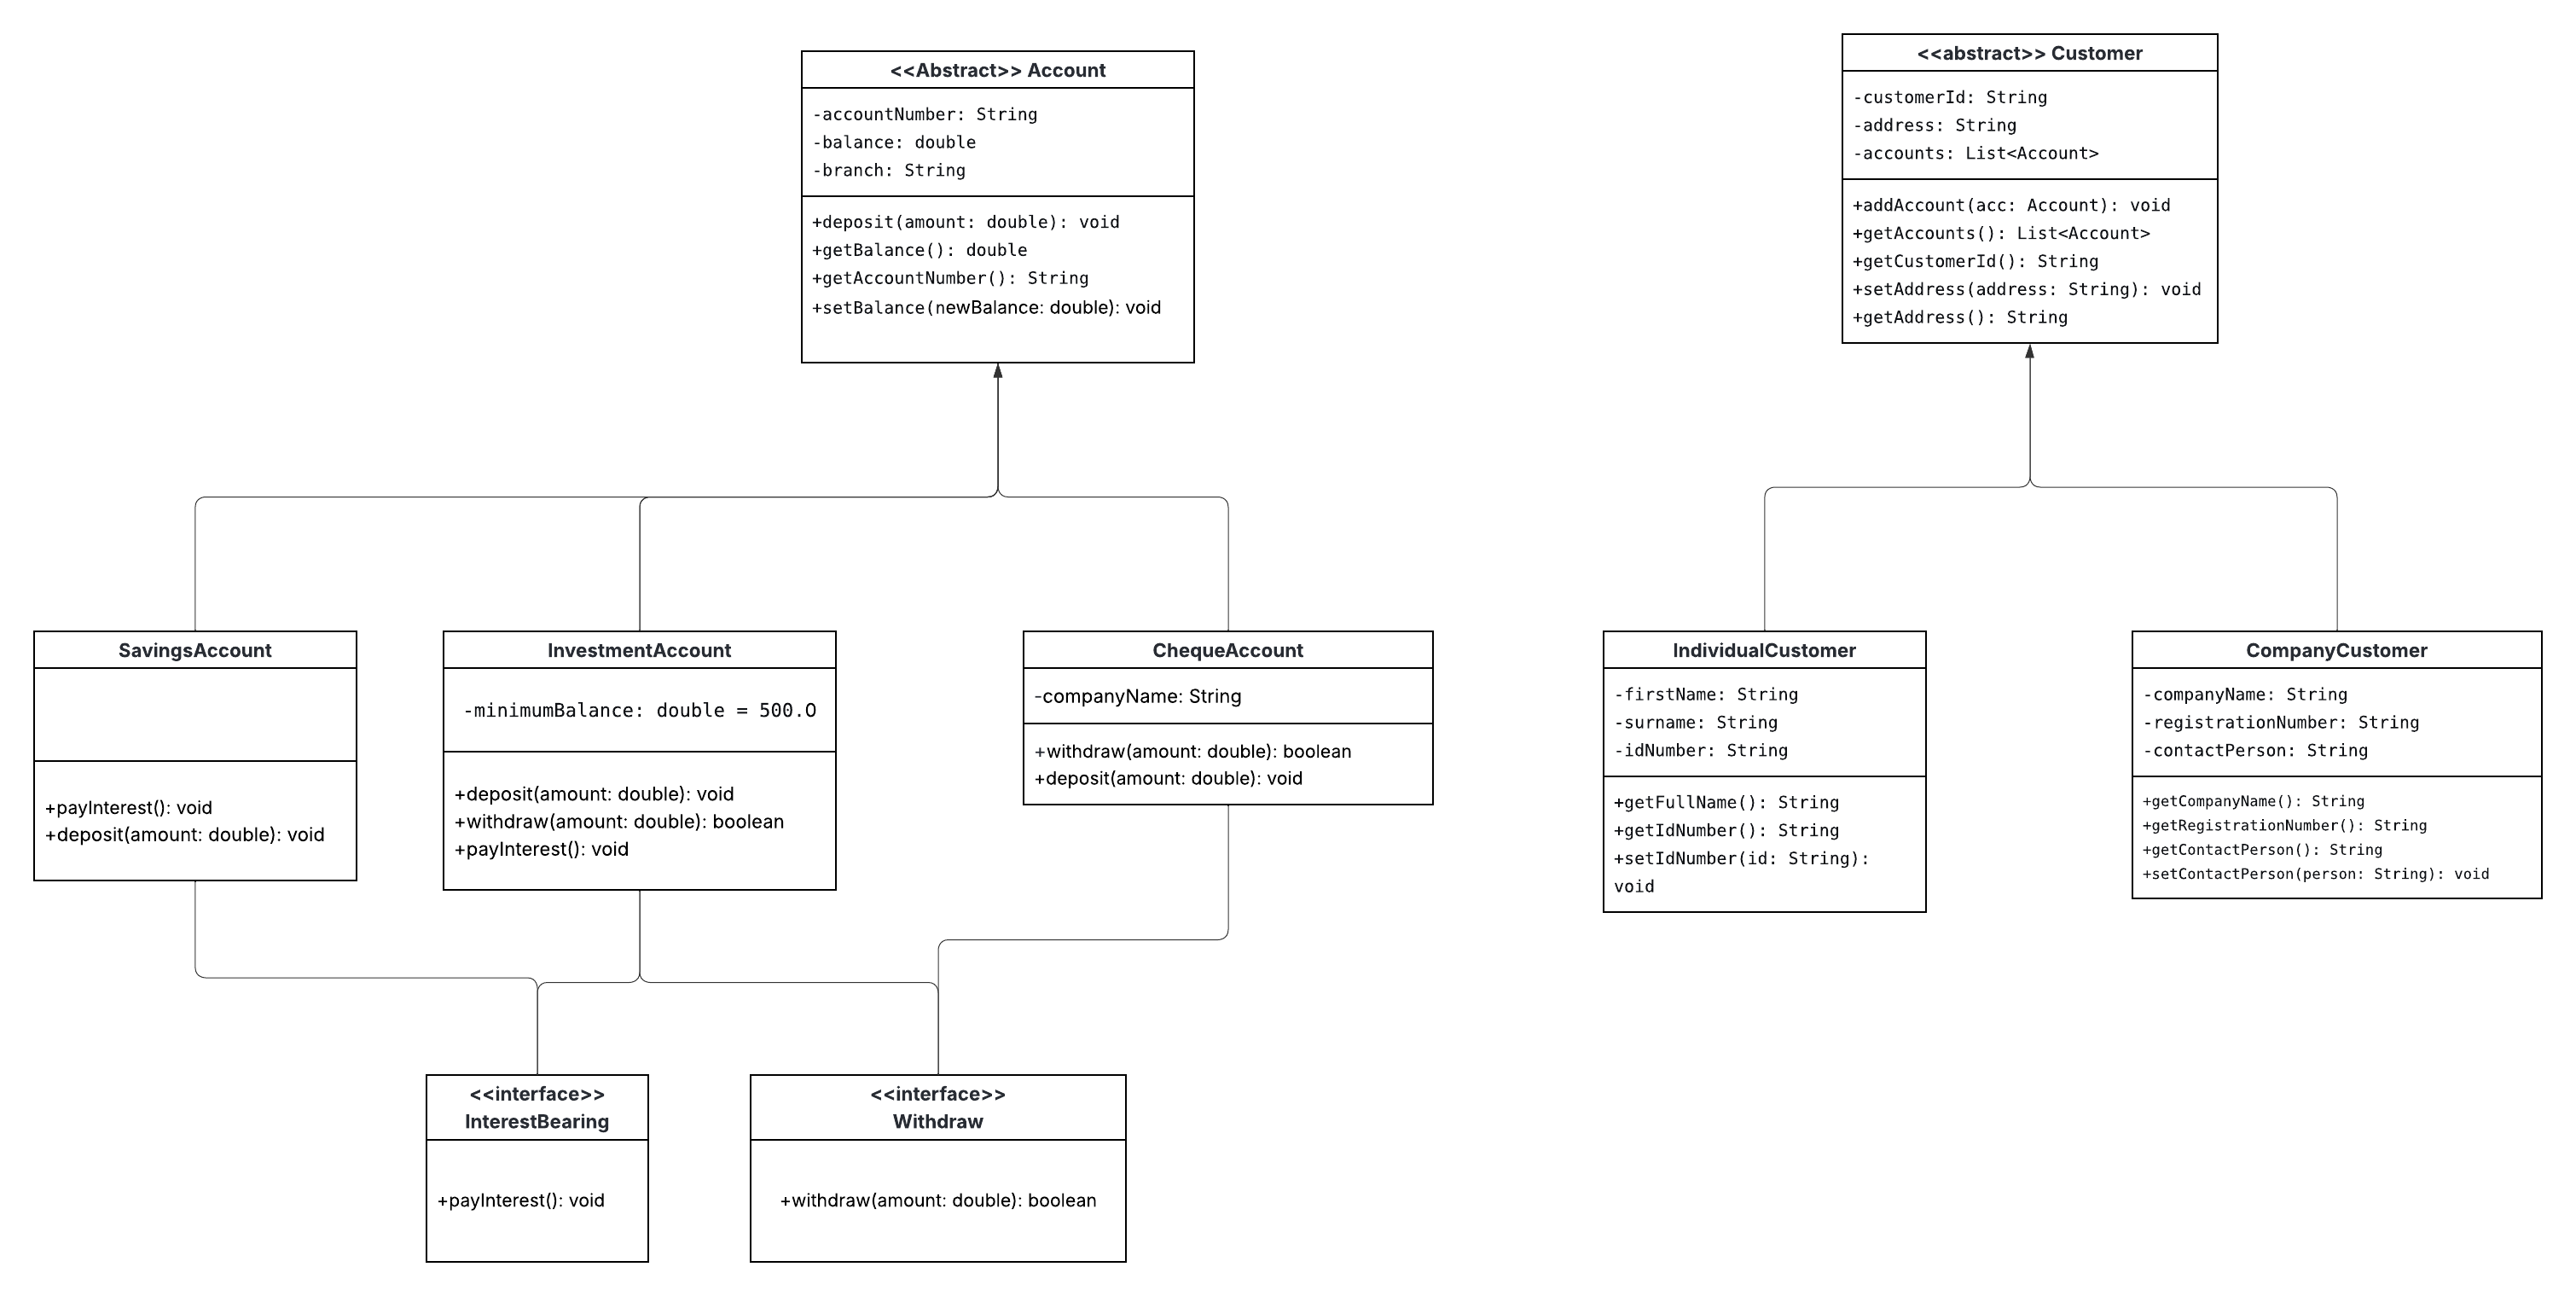 <<Abstract>> Account
-accountNumber: String
-balance: double
-branch: String
+deposit(amount: double): void
+getBalance(): double
+getAccountNumber(): String
+setBalance(newBalance: double): void
<<abstract>> Customer
-customerId: String
-address: String
-accounts: List<Account>
+addAccount(acc: Account): void
+getAccounts(): List<Account>
+getCustomerId(): String
+setAddress(address: String): void
+getAddress(): String
SavingsAccount
+payInterest(): void
+deposit(amount: double): void
InvestmentAccount
-minimumBalance: double = 500.0
+deposit(amount: double): void
+withdraw(amount: double): boolean
+payInterest(): void
ChequeAccount
-companyName: String
+withdraw(amount: double): boolean
+deposit(amount: double): void
IndividualCustomer
-firstName: String
-surname: String
-idNumber: String
+getFullName(): String
+getIdNumber(): String
+setIdNumber(id: String):
void
CompanyCustomer
-companyName: String
-registrationNumber: String
-contactPerson: String
+getCompanyName(): String
+getRegistrationNumber(): String
+getContactPerson(): String
+setContactPerson(person: String): void
<<interface>>
InterestBearing
+payInterest(): void
<<interface>>
Withdraw
+withdraw(amount: double): boolean